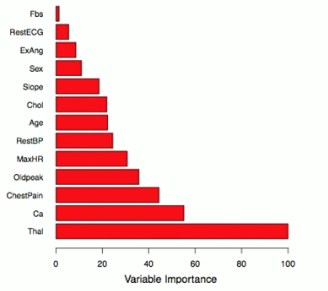 Fbs
RestECG
ExAng
Sex
Slope
Chol
Age
RestBP
MaxHR
Oldpeak
ChestPain
Ca
Thal
0 20 40 60 80 100
Variable Importance